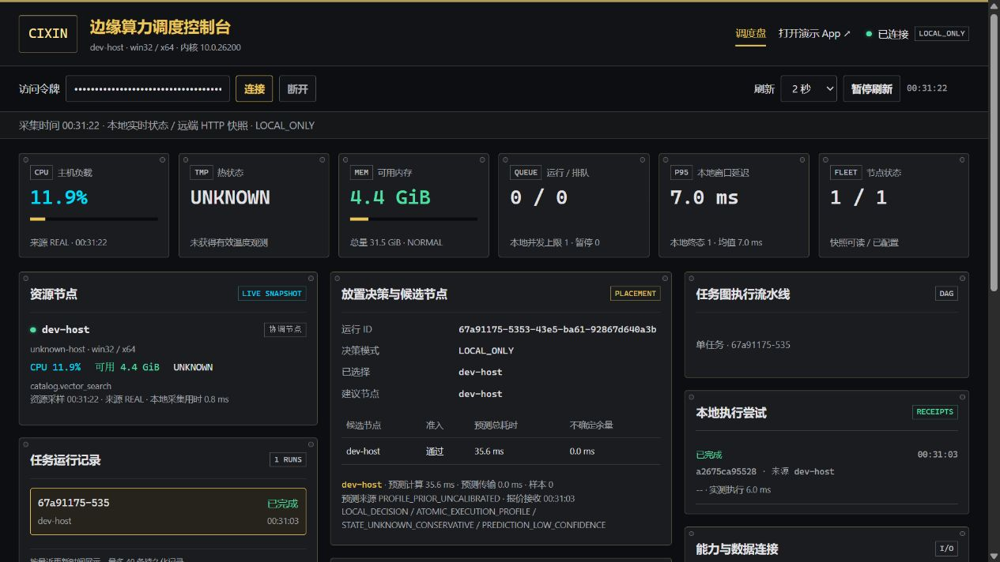 CIXIN
边缘算力调度控制台
dev-host · win32 / x64 · 内核 10.0.26200
调度盘
打开演示 App ↗
已连接
LOCAL_ONLY
访问令牌
连接
断开
刷新
2 秒
暂停刷新
00:31:22
采集时间 00:31:22 · 本地实时状态 / 远端 HTTP 快照 · LOCAL_ONLY
CPU 主机负载
11.9%
来源 REAL · 00:31:22
TMP 热状态
UNKNOWN
未获得有效温度观测
MEM 可用内存
4.4 GiB
总量 31.5 GiB · NORMAL
QUEUE 运行 / 排队
0 / 0
本地并发上限 1 · 暂停 0
P95 本地窗口延迟
7.0 ms
本地终态 1 · 均值 7.0 ms
FLEET 节点状态
1 / 1
快照可读 / 已配置
资源节点
LIVE SNAPSHOT
dev-host
协调节点
unknown-host · win32 / x64
CPU 11.9% 可用 4.4 GiB UNKNOWN
catalog.vector_search
资源采样 00:31:22 · 来源 REAL · 本地采集用时 0.8 ms
任务运行记录
1 RUNS
67a91175-535
已完成
dev-host
00:31:03
放置决策与候选节点
PLACEMENT
运行 ID 67a91175-5353-43e5-ba61-92867d640a3b
决策模式 LOCAL_ONLY
已选择 dev-host
建议节点 dev-host
候选节点 准入 预测总耗时 不确定余量
dev-host 通过 35.6 ms 0.0 ms
dev-host · 预测计算 35.6 ms · 预测传输 0.0 ms · 样本 0
预测来源 PROFILE_PRIOR_UNCALIBRATED · 报价接收 00:31:03
LOCAL_DECISION / ATOMIC_EXECUTION_PROFILE /
STATE_UNKNOWN_CONSERVATIVE / PREDICTION_LOW_CONFIDENCE
任务图执行流水线
DAG
单任务 · 67a91175-535
本地执行尝试
RECEIPTS
已完成
00:31:03
a2675ca95528 · 来源 dev-host
-- · 实测执行 6.0 ms
能力与数据连接
I/O